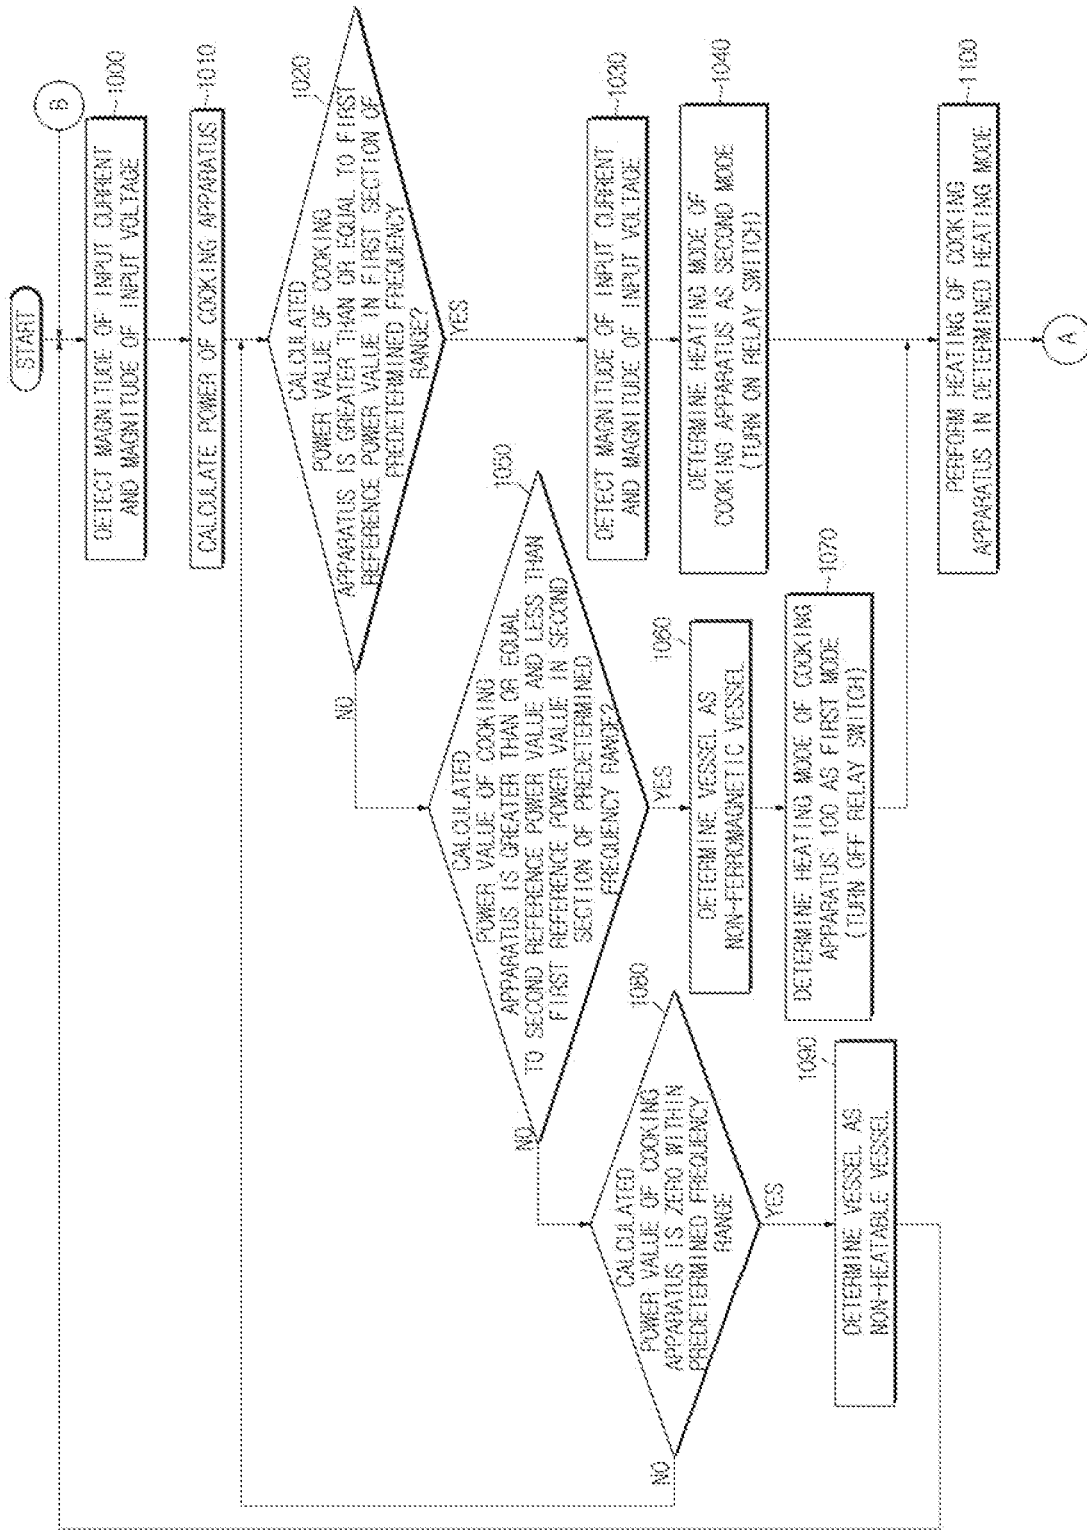 START
B
DETECT MAGNITUDE OF INPUT CURRENT
AND MAGNITUDE OF INPUT VOLTAGE
1000
CALCULATE POWER OF COOKING APPARATUS
1010
CALCULATED
POWER VALUE OF COOKING
APPARATUS IS GREATER THAN OR EQUAL TO FIRST
REFERENCE POWER VALUE IN FIRST SECTION OF
PREDETERMINED FREQUENCY
RANGE?
1020
YES
NO
DETECT MAGNITUDE OF INPUT CURRENT
AND MAGNITUDE OF INPUT VOLTAGE
1030
DETERMINE HEATING MODE OF
COOKING APPARATUS AS SECOND MODE
(TURN ON RELAY SWITCH)
1040
CALCULATED
POWER VALUE OF COOKING
APPARATUS IS GREATER THAN OR EQUAL
TO SECOND REFERENCE POWER VALUE AND LESS THAN
FIRST REFERENCE POWER VALUE IN SECOND
SECTION OF PREDETERMINED
FREQUENCY RANGE?
1050
YES
NO
DETERMINE VESSEL AS
NON-FERROMAGNETIC VESSEL
1060
DETERMINE HEATING MODE OF COOKING
APPARATUS 100 AS FIRST MODE
(TURN OFF RELAY SWITCH)
1070
CALCULATED
POWER VALUE OF COOKING
APPARATUS IS ZERO WITHIN
PREDETERMINED FREQUENCY
RANGE
1080
YES
NO
DETERMINE VESSEL AS
NON-HEATABLE VESSEL
1090
PERFORM HEATING OF COOKING
APPARATUS IN DETERMINED HEATING MODE
1100
A